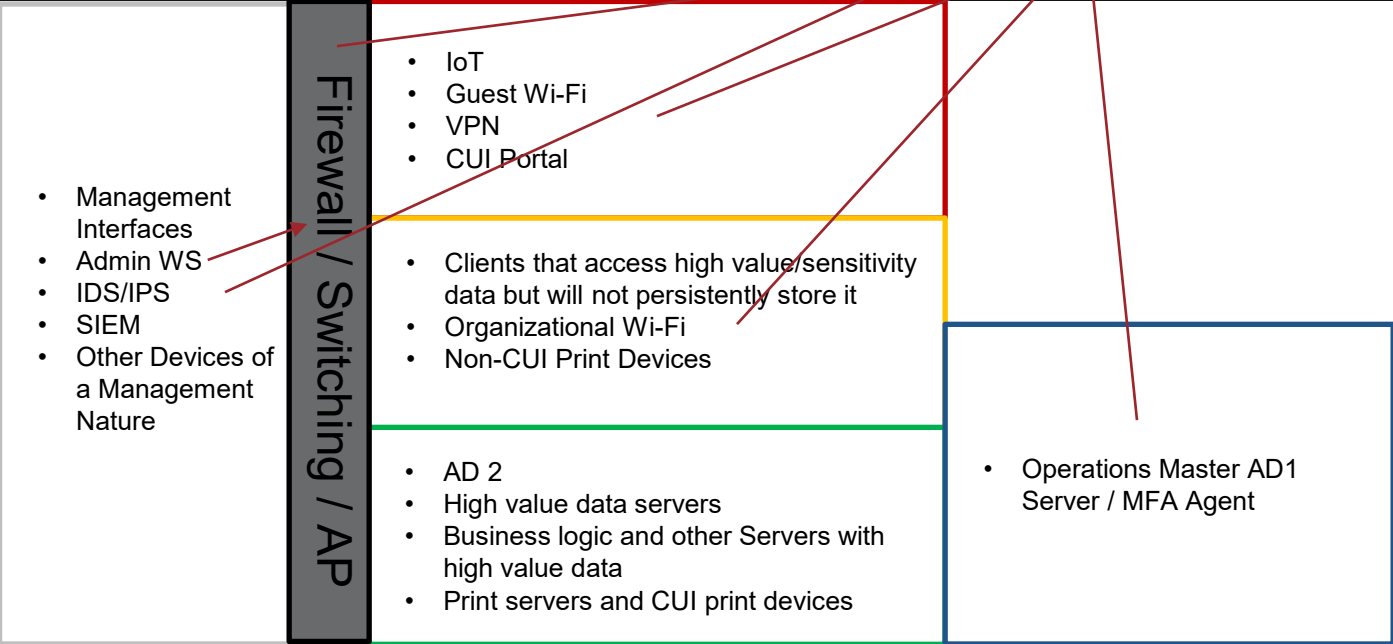 • Management
Interfaces
• Admin WS
• IDS/IPS
• SIEM
• Other Devices of
a Management
Nature
Firewall / Switching / AP
• IoT
• Guest Wi-Fi
• VPN
• CUI Portal
• Clients that access high value/sensitivity
data but will not persistently store it
• Organizational Wi-Fi
• Non-CUI Print Devices
• AD 2
• High value data servers
• Business logic and other Servers with
high value data
• Print servers and CUI print devices
• Operations Master AD1
Server / MFA Agent